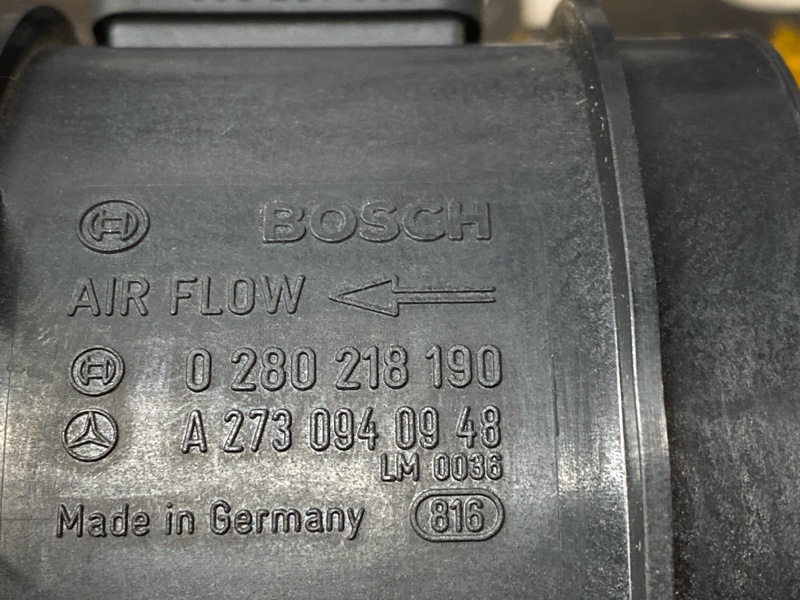 BOSCH
AIR FLOW
0 280 218 190
A 273 094 09 48
LM 0036
Made in Germany 816